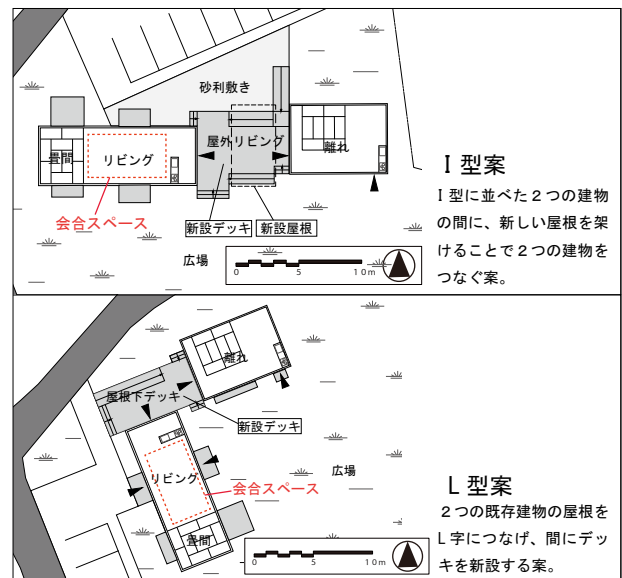 砂利敷き
畳間
リビング
屋外リビング
離れ
会合スペース
新設デッキ
新設屋根
広場
0 5 10m
I 型案
I 型に並べた２つの建物
の間に、新しい屋根を架
けることで２つの建物を
つなぐ案。
離れ
屋根下デッキ
新設デッキ
リビング
広場
会合スペース
畳間
0 5 10m
L 型案
２つの既存建物の屋根を
L 字につなげ、間にデッ
キを新設する案。